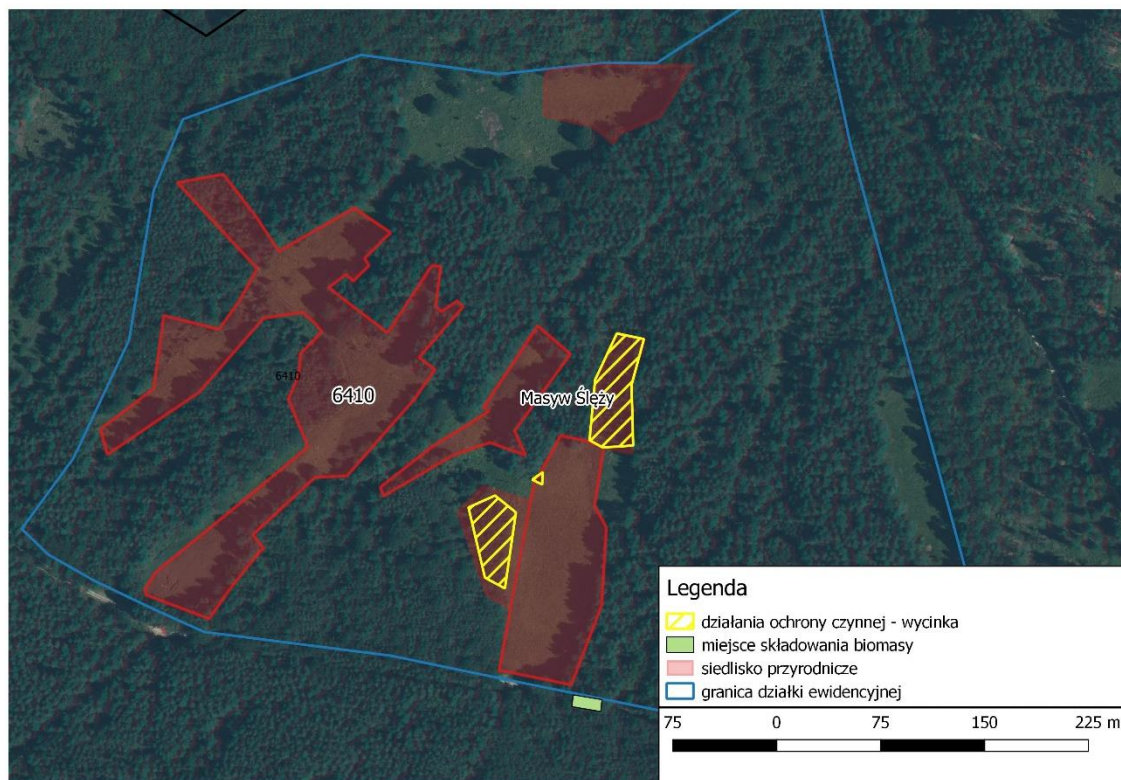 6410
6410
Masyw Ślęży
Legenda
działania ochrony czynnej - wycinka
miejsce składowania biomasy
siedlisko przyrodnicze
granica działki ewidencyjnej
75 0 75 150 225 m